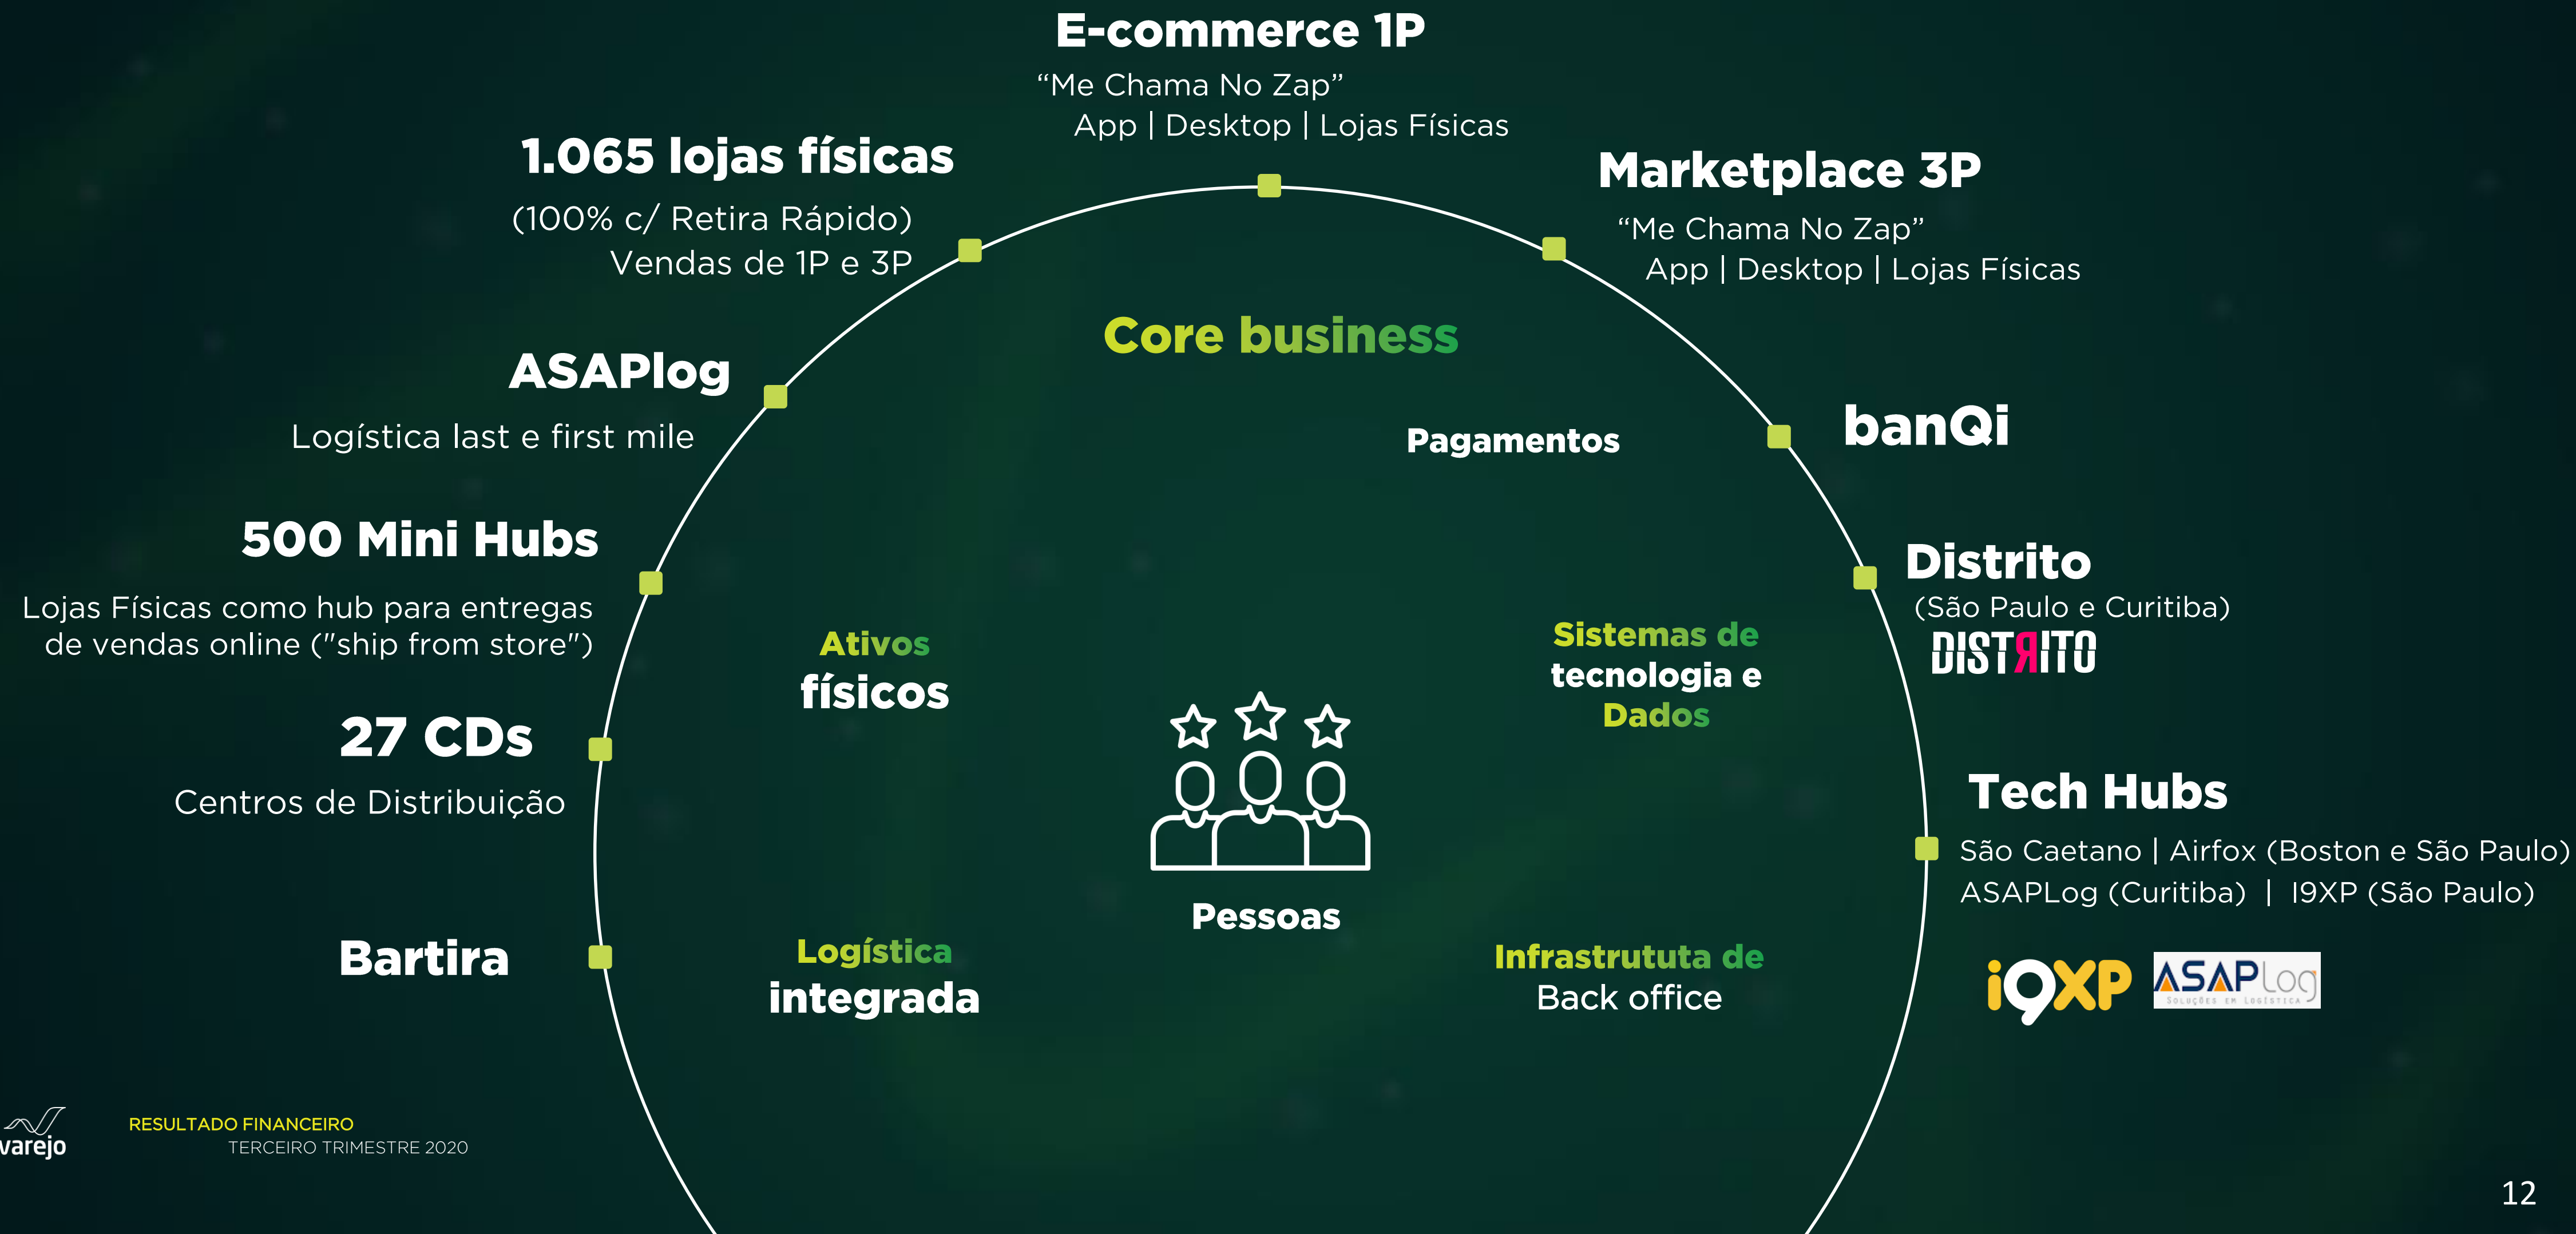 E-commerce 1P
“Me Chama No Zap”
App | Desktop | Lojas Físicas
1.065 lojas físicas
(100% c/ Retira Rápido)
Vendas de 1P e 3P
Marketplace 3P
“Me Chama No Zap”
App | Desktop | Lojas Físicas
Core business
ASAPlog
Logística last e first mile
Pagamentos
banQi
500 Mini Hubs
Lojas Físicas como hub para entregas
de vendas online ("ship from store")
Distrito
(São Paulo e Curitiba)
DISTRITO
Ativos
físicos
Sistemas de
tecnologia e
Dados
27 CDs
Centros de Distribuição
Tech Hubs
São Caetano | Airfox (Boston e São Paulo)
ASAPLog (Curitiba) | I9XP (São Paulo)
Pessoas
Bartira
Logística
integrada
Infrastrututa de
Back office
i9XP
ASAPLog
SOLUÇÕES EM LOGÍSTICA
varejo
RESULTADO FINANCEIRO
TERCEIRO TRIMESTRE 2020
12